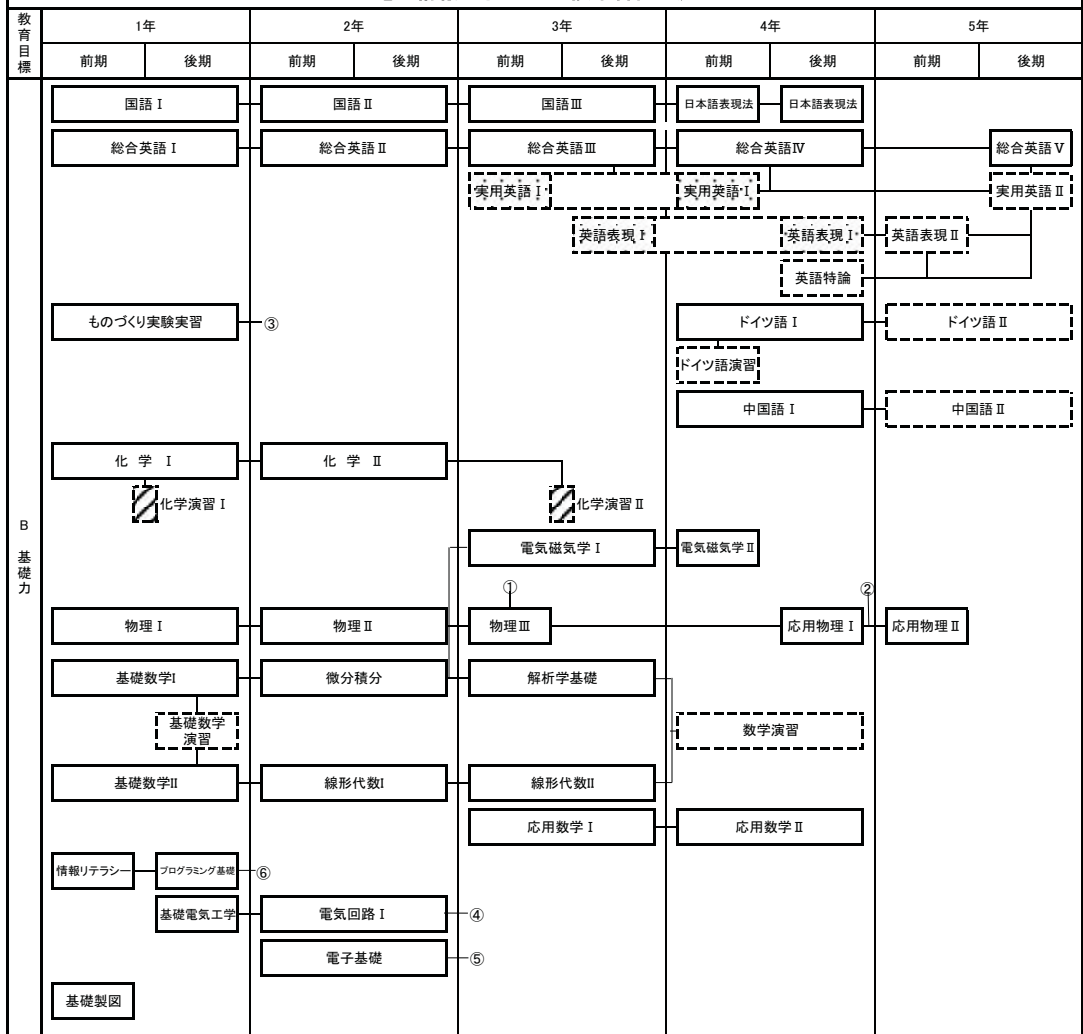 教育目標
1年 2年 3年 4年 5年
前期 後期 前期 後期 前期 後期 前期 後期 前期 後期
国語Ⅰ 国語Ⅱ 国語Ⅲ 日本語表現法 日本語表現法
総合英語Ⅰ 総合英語Ⅱ 総合英語Ⅲ 総合英語Ⅳ 総合英語Ⅴ
実用英語Ⅰ 実用英語Ⅰ 実用英語Ⅱ
英語表現Ⅰ 英語表現Ⅰ 英語表現Ⅱ
英語特論
ものづくり実験実習 ③ ドイツ語Ⅰ ドイツ語Ⅱ
ドイツ語演習
中国語Ⅰ 中国語Ⅱ
化 学 Ⅰ 化 学 Ⅱ
化学演習Ⅰ 化学演習Ⅱ
B 基礎力
電気磁気学Ⅰ 電気磁気学Ⅱ
① ②
物理Ⅰ 物理Ⅱ 物理Ⅲ 応用物理Ⅰ 応用物理Ⅱ
基礎数学I 微分積分 解析学基礎
基礎数学
演習
数学演習
基礎数学II 線形代数I 線形代数II
応用数学Ⅰ 応用数学Ⅱ
情報リテラシー プログラミング基礎 ⑥
基礎電気工学 電気回路Ⅰ ④
電子基礎 ⑤
基礎製図